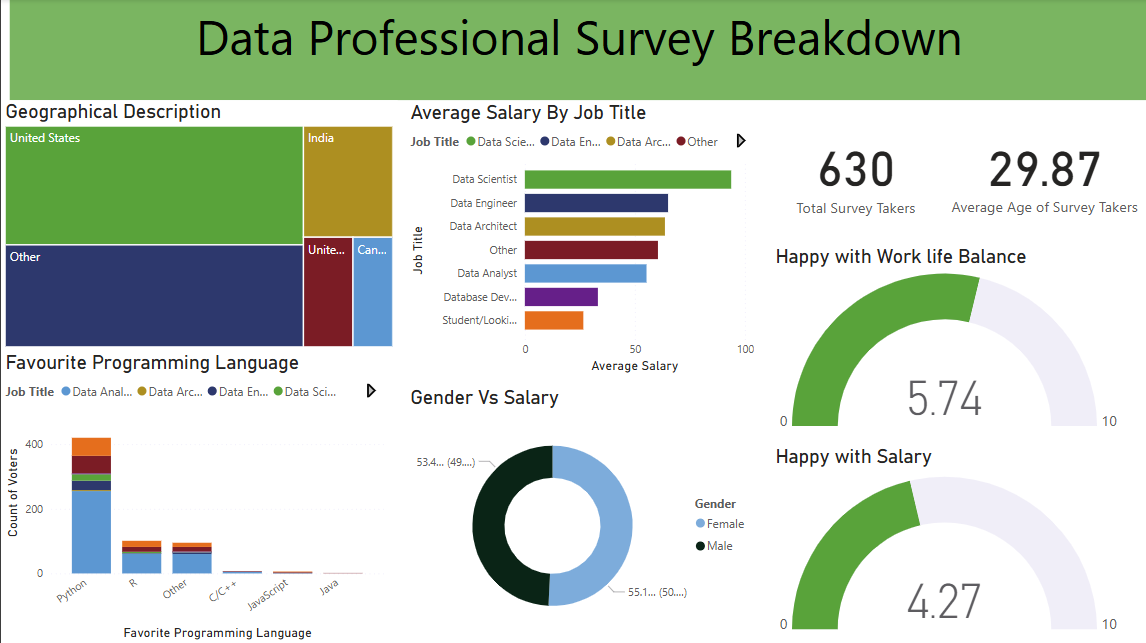 Data Professional Survey Breakdown
Geographical Description
United States
India
Other
Unite...
Can...
Average Salary By Job Title
Job Title Data Scie... Data En... Data Arc... Other
Job Title
Data Scientist
Data Engineer
Data Architect
Other
Data Analyst
Database Dev...
Student/Looki...
0 50 100
Average Salary
630
Total Survey Takers
29.87
Average Age of Survey Takers
Happy with Work life Balance
5.74
0 10
Favourite Programming Language
Job Title Data Anal... Data Arc... Data En... Data Sci...
Count of Voters
400
200
0
Python R Other C/C++ JavaScript Java
Favorite Programming Language
Gender Vs Salary
53.4... (49....)
55.1... (50....)
Gender
Female
Male
Happy with Salary
4.27
0 10